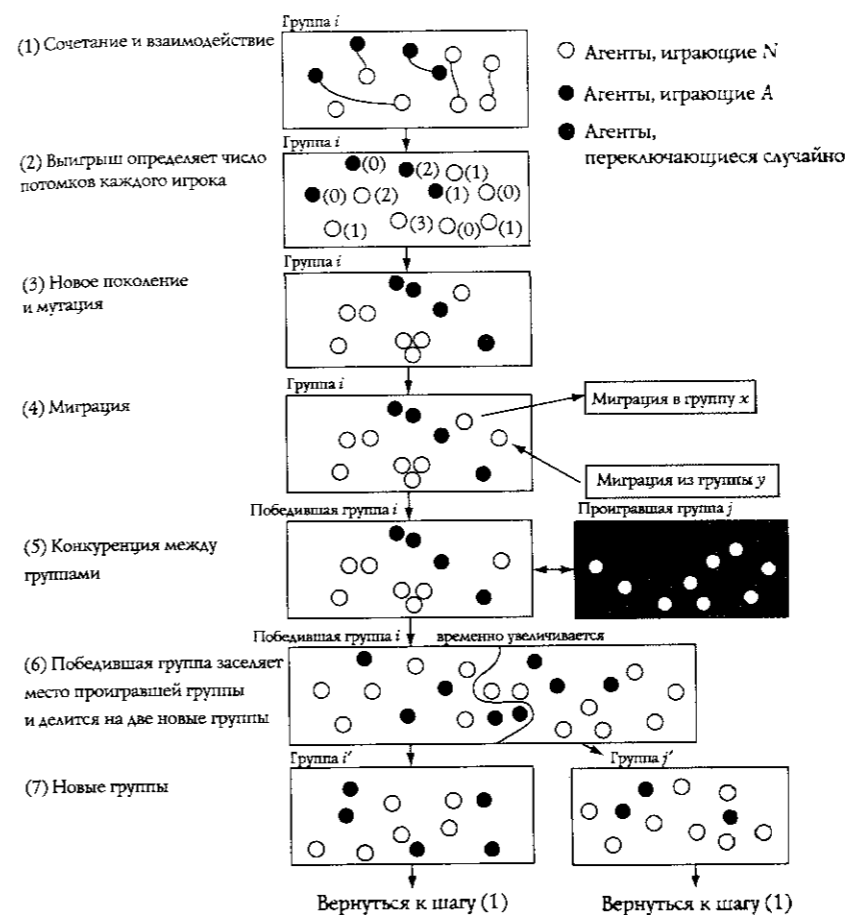 Группа i
(1) Сочетание и взаимодействие
Агенты, играющие N
Агенты, играющие A
Агенты,
переключающиеся случайно
Группа i
(2) Выигрыш определяет число
потомков каждого игрока
(0)
(2)
(1)
(0)
(2)
(1)
(0)
(1)
(3)
(0)
(1)
Группа i
(3) Новое поколение
и мутация
Группа i
(4) Миграция
Миграция в группу x
Миграция из группы y
Победившая группа i
Проигравшая группа j
(5) Конкуренция между
группами
Победившая группа i временно увеличивается
(6) Победившая группа заселяет
место проигравшей группы
и делится на две новые группы
Группа i′
Группа j′
(7) Новые группы
Вернуться к шагу (1)
Вернуться к шагу (1)